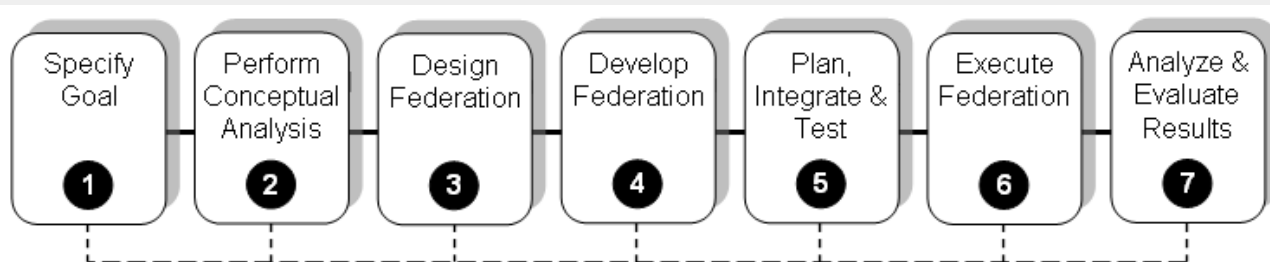 Specify
Goal
1
Perform
Conceptual
Analysis
2
Design
Federation
3
Develop
Federation
4
Plan,
Integrate &
Test
5
Execute
Federation
6
Analyze &
Evaluate
Results
7